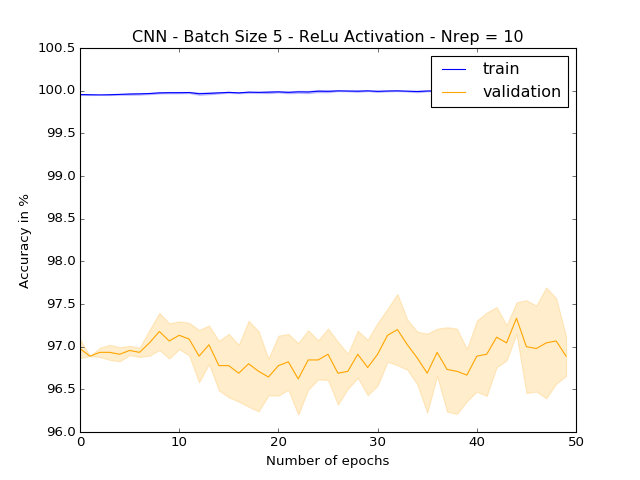 CNN - Batch Size 5 - ReLu Activation - Nrep = 10
100.5
100.0
99.5
99.0
98.5
98.0
97.5
97.0
96.5
96.0
Accuracy in %
train
validation
0 10 20 30 40 50
Number of epochs